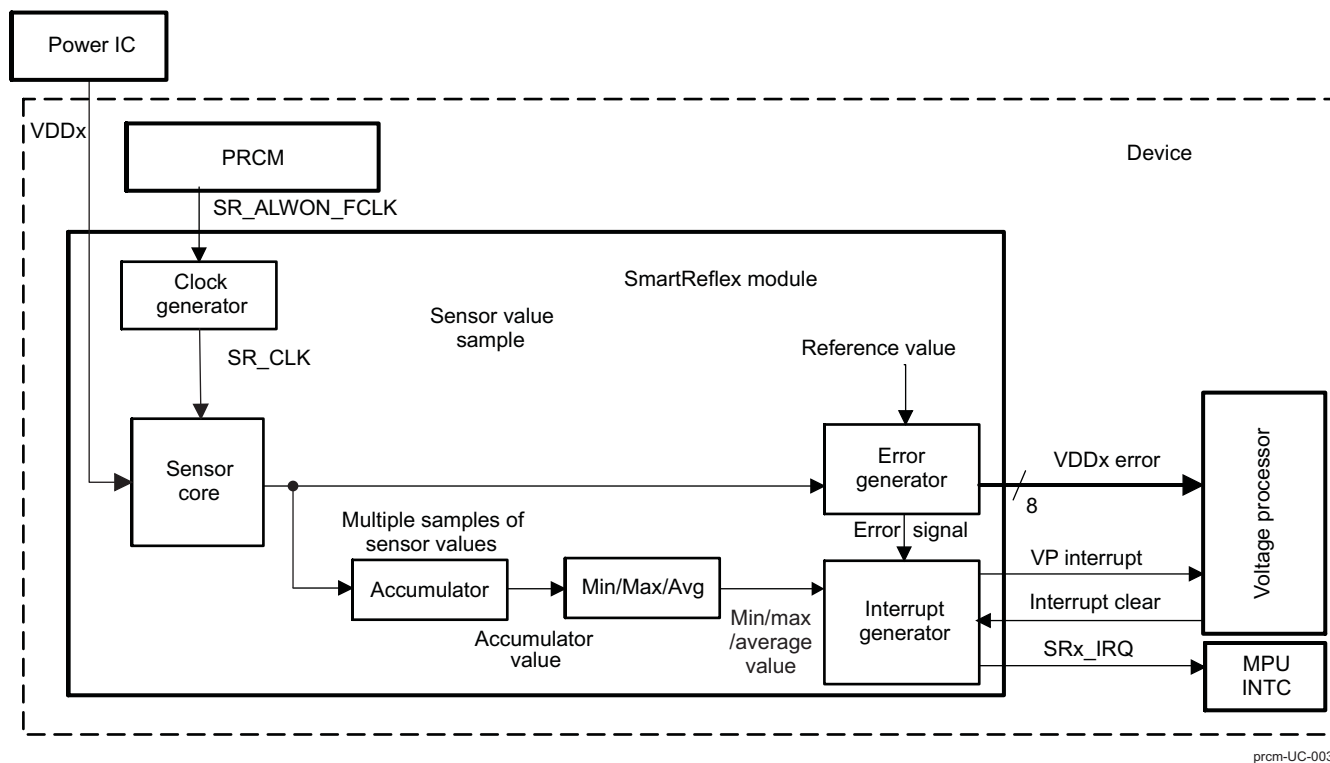 Power IC
VDDx
PRCM
Device
SR_ALWON_FCLK
Clock
generator
SmartReflex module
Sensor value
sample
SR_CLK
Reference value
Sensor
core
Error
generator
VDDx error
8
Voltage processor
Multiple samples of
sensor values
Error signal
Accumulator
Min/Max/Avg
Interrupt
generator
VP interrupt
Interrupt clear
Accumulator
value
Min/max
/average
value
SRx_IRQ
MPU
INTC
prcm-UC-003